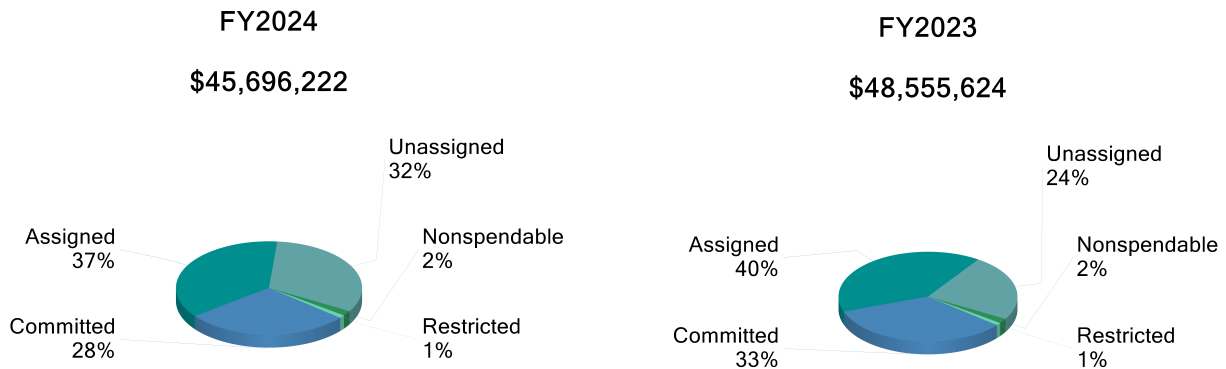 FY2024
$45,696,222
Unassigned
32%
Assigned
37%
Nonspendable
2%
Committed
28%
Restricted
1%
FY2023
$48,555,624
Unassigned
24%
Assigned
40%
Nonspendable
2%
Committed
33%
Restricted
1%